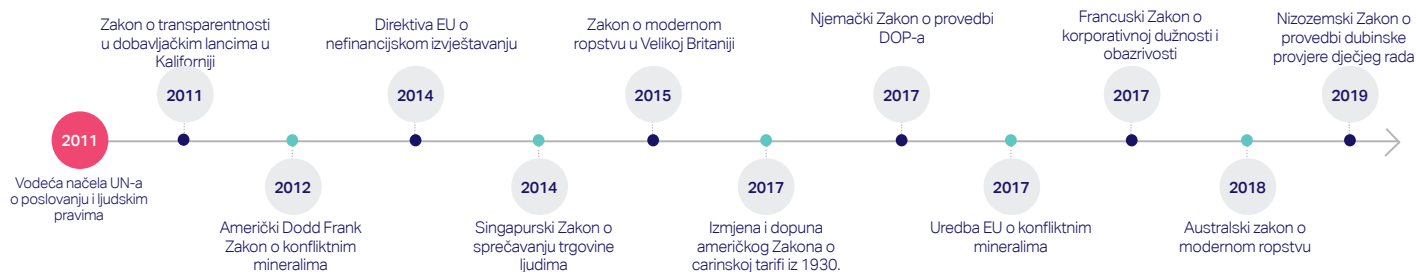 2011
Vodeća načela UN-a
o poslovanju i ljudskim
pravima
Zakon o transparentnosti
u dobavljačkim lancima u
Kaliforniji
2011
2012
Američki Dodd Frank
Zakon o konfliktnim
mineralima
Direktiva EU o
nefinancijskom izvještavanju
2014
2014
Singapurski Zakon o
sprečavanju trgovine
ljudima
Zakon o modernom
ropstvu u Velikoj Britaniji
2015
2017
Izmjena i dopuna
američkog Zakona o
carinskoj tarifi iz 1930.
Njemački Zakon o provedbi
DOP-a
2017
2017
Uredba EU o konfliktnim
mineralima
Francuski Zakon o
korporativnoj dužnosti i
obazrivosti
2017
2018
Australski zakon o
modernom ropstvu
Nizozemski Zakon o
provedbi dubinske
provjere dječjeg rada
2019